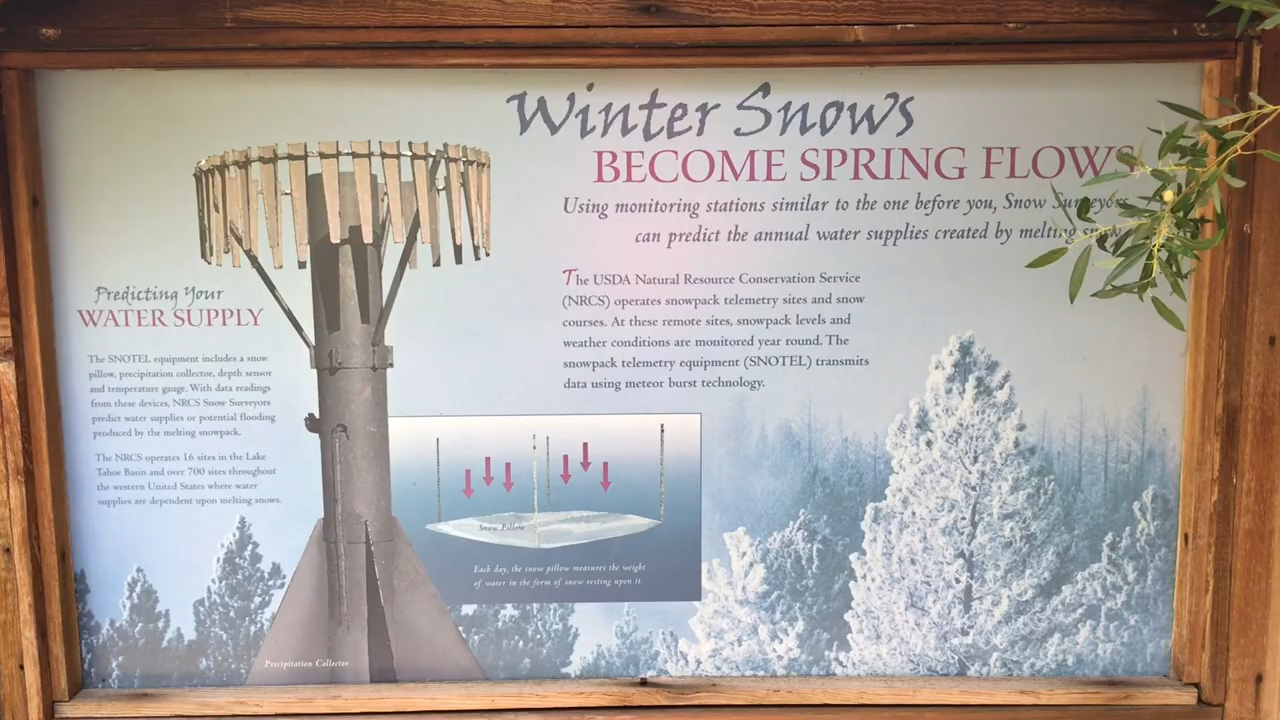 Winter Snows
BECOME SPRING FLOWS
Using monitoring stations similar to the one before you, Snow Surveyors
can predict the annual water supplies created by melting snow.
The USDA Natural Resource Conservation Service
(NRCS) operates snowpack telemetry sites and snow
courses. At these remote sites, snowpack levels and
weather conditions are monitored year round. The
snowpack telemetry equipment (SNOTEL) transmits
data using meteor burst technology.
Predicting Your
WATER SUPPLY
The SNOTEL equipment includes a snow
pillow, precipitation collector, depth sensor
and temperature gauge. With data readings
from these devices, NRCS Snow Surveyors
predict water supplies or potential flooding
produced by the melting snowpack.
The NRCS operates 16 sites in the Lake
Tahoe Basin and over 700 sites throughout
the western United States where water
supplies are dependent upon melting snows.
Snow Pillow
Each day, the snow pillow measures the weight
of water in the form of snow resting upon it.
Precipitation Collector